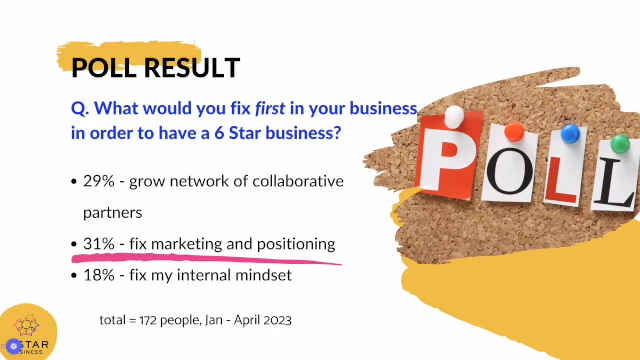 POLL RESULT
Q. What would you fix first in your business
in order to have a 6 Star business?
• 29% - grow network of collaborative
partners
• 31% - fix marketing and positioning
• 18% - fix my internal mindset
total = 172 people, Jan - April 2023
POLL
STAR
BUSINESS